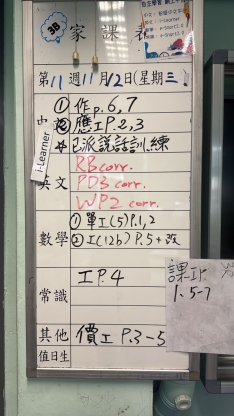 家課表
第11週11月12日(星期三)
中
①作p.6,7
②應工P.2,3
已派說話訓練
i-Learner
英文
RB corr.
PD3 corr.
WP2 corr.
數學
①單工(5)P.1,2
②工(12b)P.5+改
常識
工P.4
課工P.
1.5-7
其他
價工P.3-5
值日生